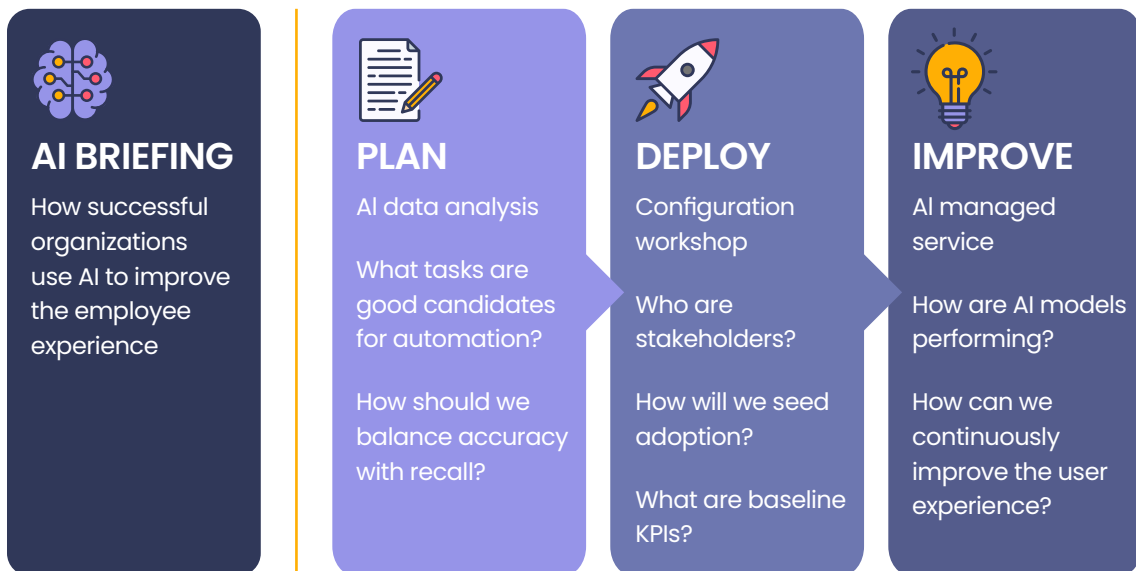 AI BRIEFING
How successful
organizations
use AI to improve
the employee
experience
PLAN
AI data analysis
What tasks are
good candidates
for automation?
How should we
balance accuracy
with recall?
DEPLOY
Configuration
workshop
Who are
stakeholders?
How will we seed
adoption?
What are baseline
KPIs?
IMPROVE
AI managed
service
How are AI models
performing?
How can we
continuously
improve the user
experience?